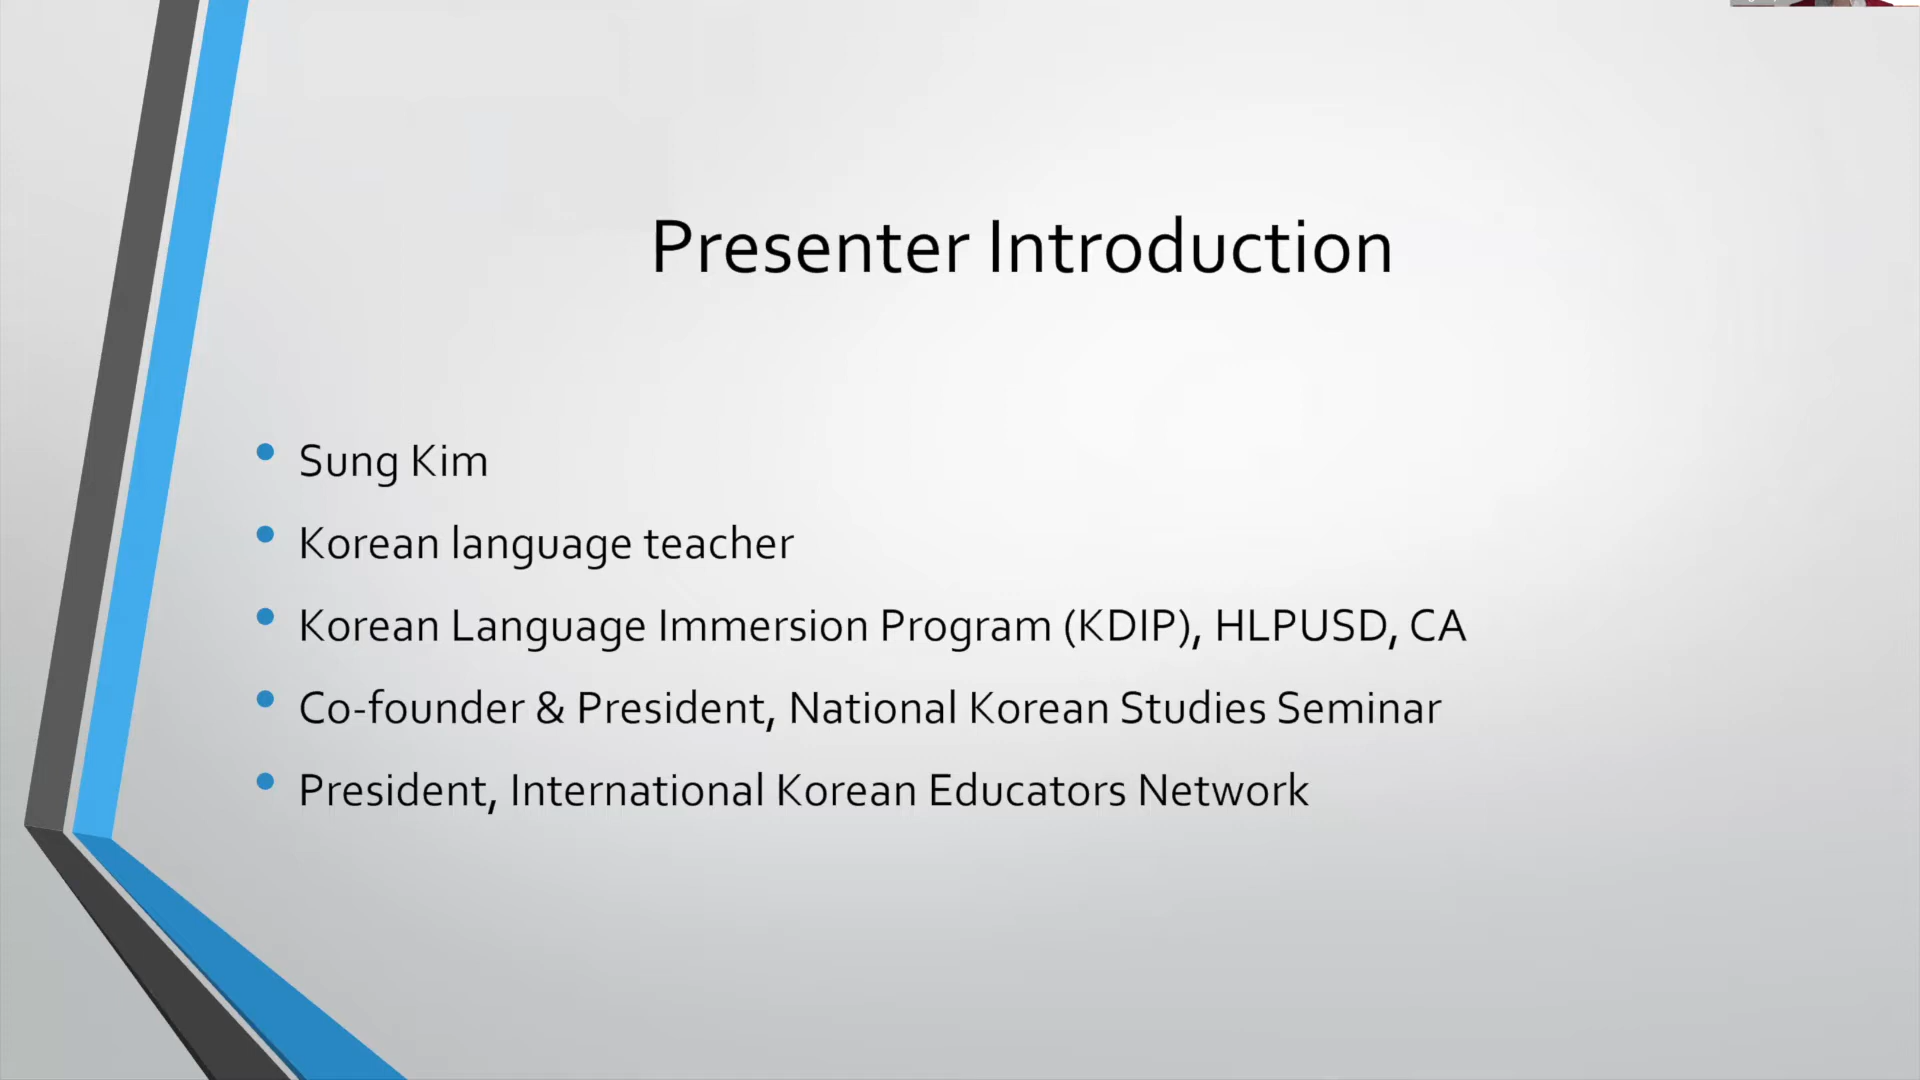 Presenter Introduction
• Sung Kim
• Korean language teacher
• Korean Language Immersion Program (KDIP), HLPUSD, CA
• Co-founder & President, National Korean Studies Seminar
• President, International Korean Educators Network